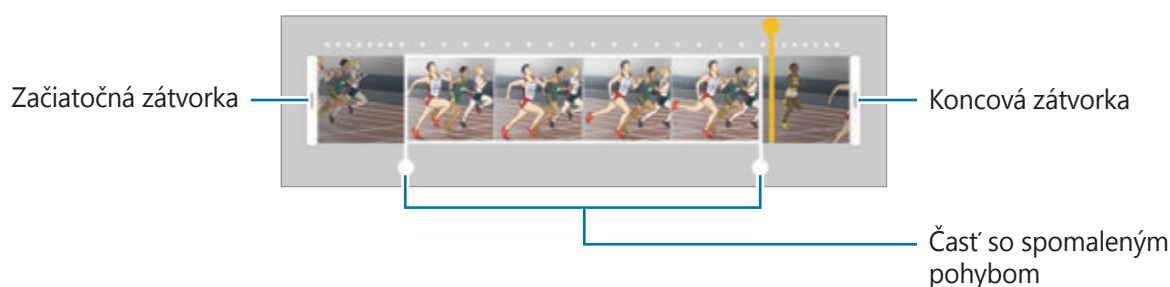 Začiatočná zátvorka
Koncová zátvorka
Časť so spomaleným
pohybom